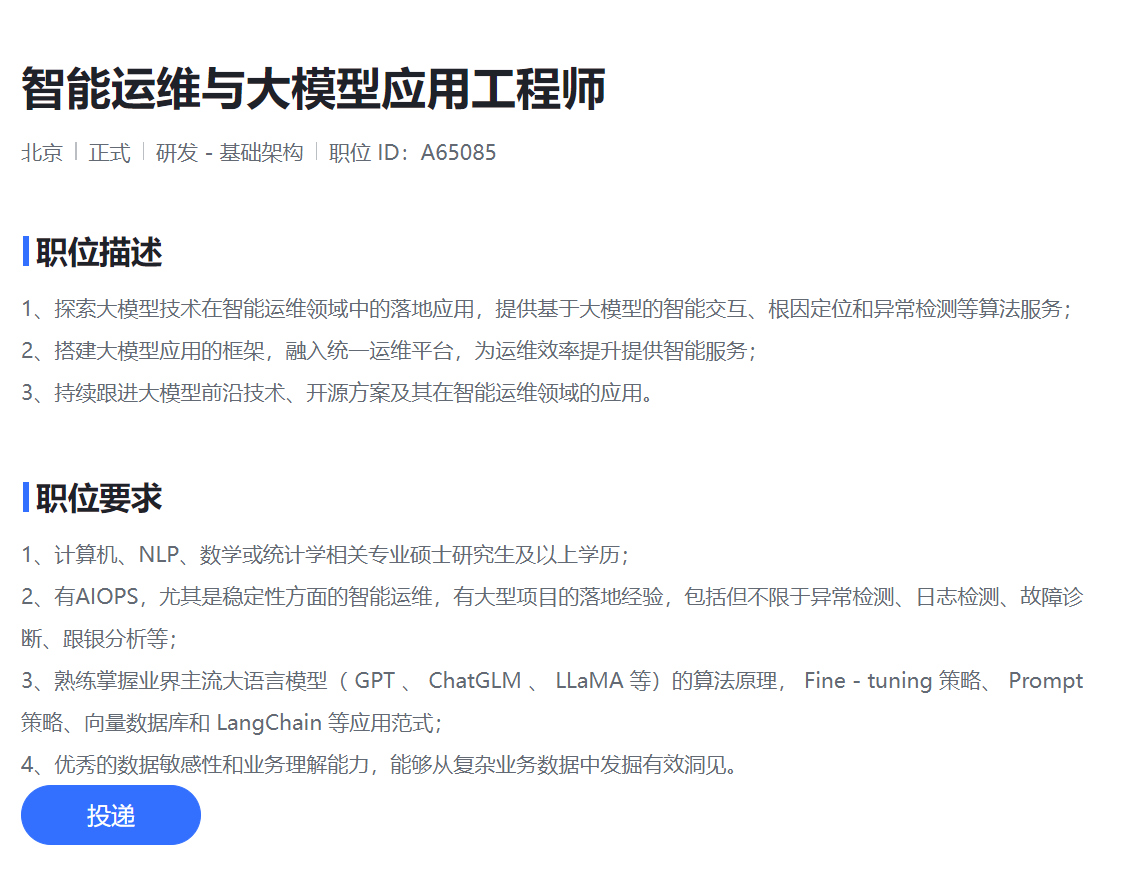 智能运维与大模型应用工程师
北京 | 正式 | 研发 - 基础架构 | 职位 ID：A65085
职位描述
1、探索大模型技术在智能运维领域中的落地应用，提供基于大模型的智能交互、根因定位和异常检测等算法服务；
2、搭建大模型应用的框架，融入统一运维平台，为运维效率提升提供智能服务；
3、持续跟进大模型前沿技术、开源方案及其在智能运维领域的应用。
职位要求
1、计算机、NLP、数学或统计学相关专业硕士研究生及以上学历；
2、有AIOPS，尤其是稳定性方面的智能运维，有大型项目的落地经验，包括但不限于异常检测、日志检测、故障诊
断、跟银分析等；
3、熟练掌握业界主流大语言模型（ GPT 、 ChatGLM 、 LLaMA 等）的算法原理， Fine - tuning 策略、 Prompt
策略、向量数据库和 LangChain 等应用范式；
4、优秀的数据敏感性和业务理解能力，能够从复杂业务数据中发掘有效洞见。
投递